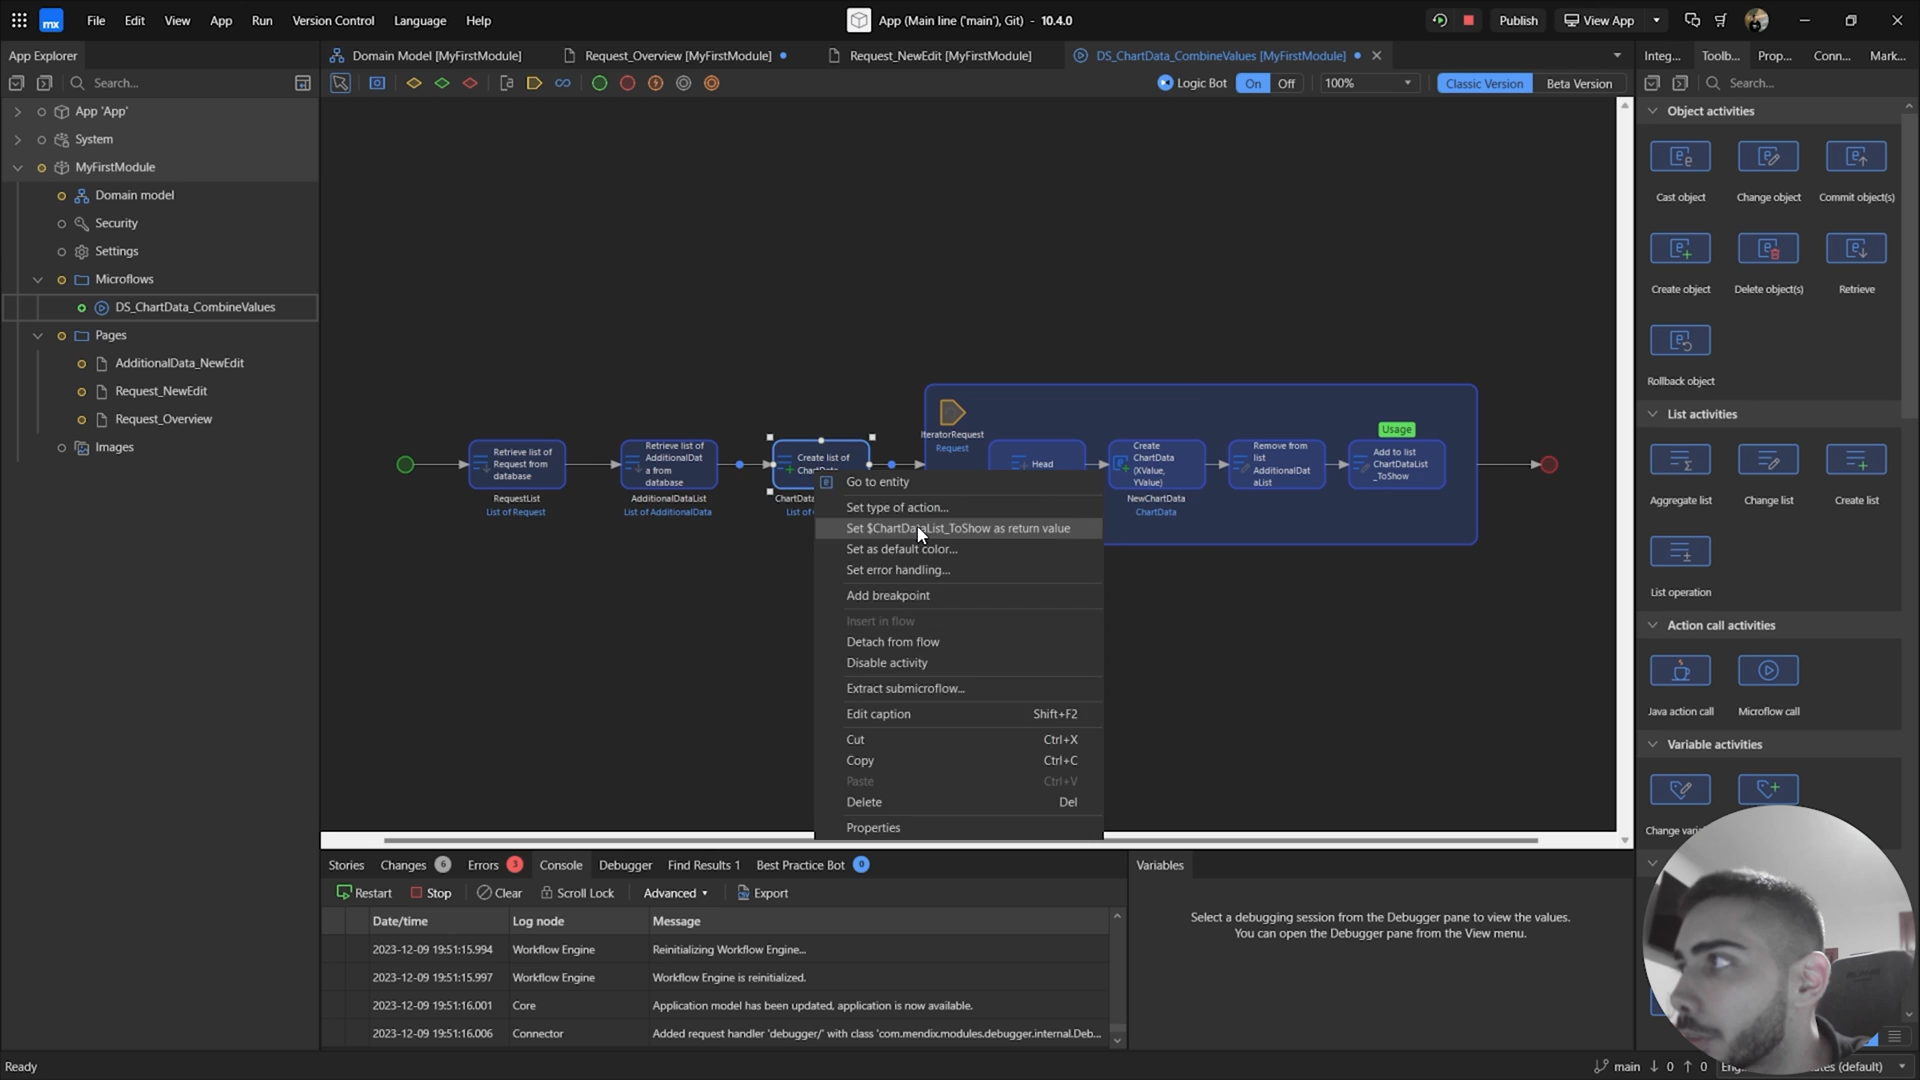 mx
File Edit View App Run Version Control Language Help
App (Main line ('main'), Git) - 10.4.0
Publish View App
App Explorer
Domain Model [MyFirstModule]
Request_Overview [MyFirstModule]
Request_NewEdit [MyFirstModule]
DS_ChartData_CombineValues [MyFirstModule]
Integ... Toolb... Prop... Conn... Mark...
Search...
Logic Bot On Off
100%
Classic Version Beta Version
Search...
App 'App'
System
MyFirstModule
Domain model
Security
Settings
Microflows
DS_ChartData_CombineValues
Pages
AdditionalData_NewEdit
Request_NewEdit
Request_Overview
Images
Retrieve list of
Request from
database
RequestList
List of Request
Retrieve list of
AdditionalDat
a from
database
AdditionalDataList
List of AdditionalData
Create list of
IteratorRequest
Request
Head
Create
ChartData
(XValue,
YValue)
NewChartData
ChartData
Remove from
list
AdditionalDat
aList
Usage
Add to list
ChartDataList
_ToShow
Go to entity
Set type of action...
Set $ChartDataList_ToShow as return value
Set as default color...
Set error handling...
Add breakpoint
Insert in flow
Detach from flow
Disable activity
Extract submicroflow...
Edit caption Shift+F2
Cut Ctrl+X
Copy Ctrl+C
Paste Ctrl+V
Delete Del
Properties
Object activities
Cast object Change object Commit object(s)
Create object Delete object(s) Retrieve
Rollback object
List activities
Aggregate list Change list Create list
List operation
Action call activities
Java action call Microflow call
Variable activities
Stories Changes 6 Errors 3 Console Debugger Find Results 1 Best Practice Bot 0
Restart Stop Clear Scroll Lock Advanced Export
Date/time Log node Message
2023-12-09 19:51:15.994 Workflow Engine Reinitializing Workflow Engine...
2023-12-09 19:51:15.997 Workflow Engine Workflow Engine is reinitialized.
2023-12-09 19:51:16.001 Core Application model has been updated, application is now available.
2023-12-09 19:51:16.006 Connector Added request handler 'debugger/' with class 'com.mendix.modules.debugger.internal.Deb...
Variables
Select a debugging session from the Debugger pane to view the values.
You can open the Debugger pane from the View menu.
Ready
main 0 0
(default)